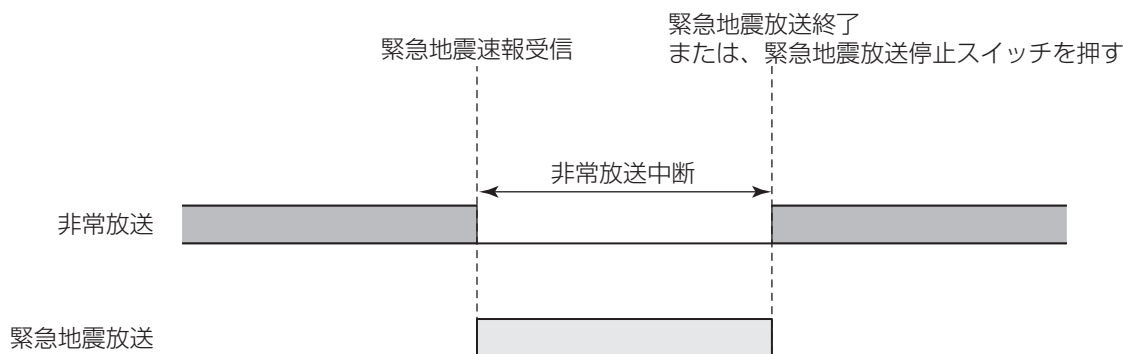 緊急地震放送終了
または、緊急地震放送停止スイッチを押す
緊急地震速報受信
非常放送中断
非常放送
緊急地震放送